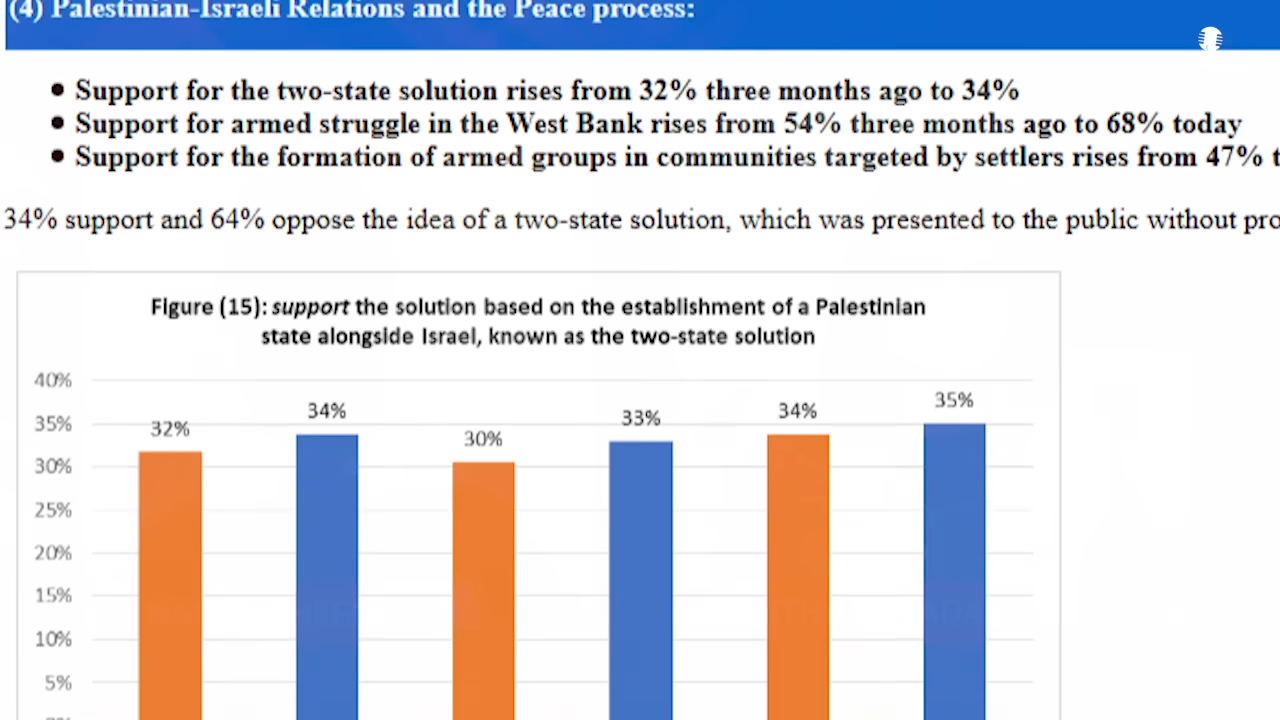 (4) Palestinian-Israeli Relations and the Peace process:
• Support for the two-state solution rises from 32% three months ago to 34%
• Support for armed struggle in the West Bank rises from 54% three months ago to 68% today
• Support for the formation of armed groups in communities targeted by settlers rises from 47%
34% support and 64% oppose the idea of a two-state solution, which was presented to the public without
Figure (15): support the solution based on the establishment of a Palestinian
state alongside Israel, known as the two-state solution
40%
35%
30%
25%
20%
15%
10%
5%
32%
34%
30%
33%
34%
35%